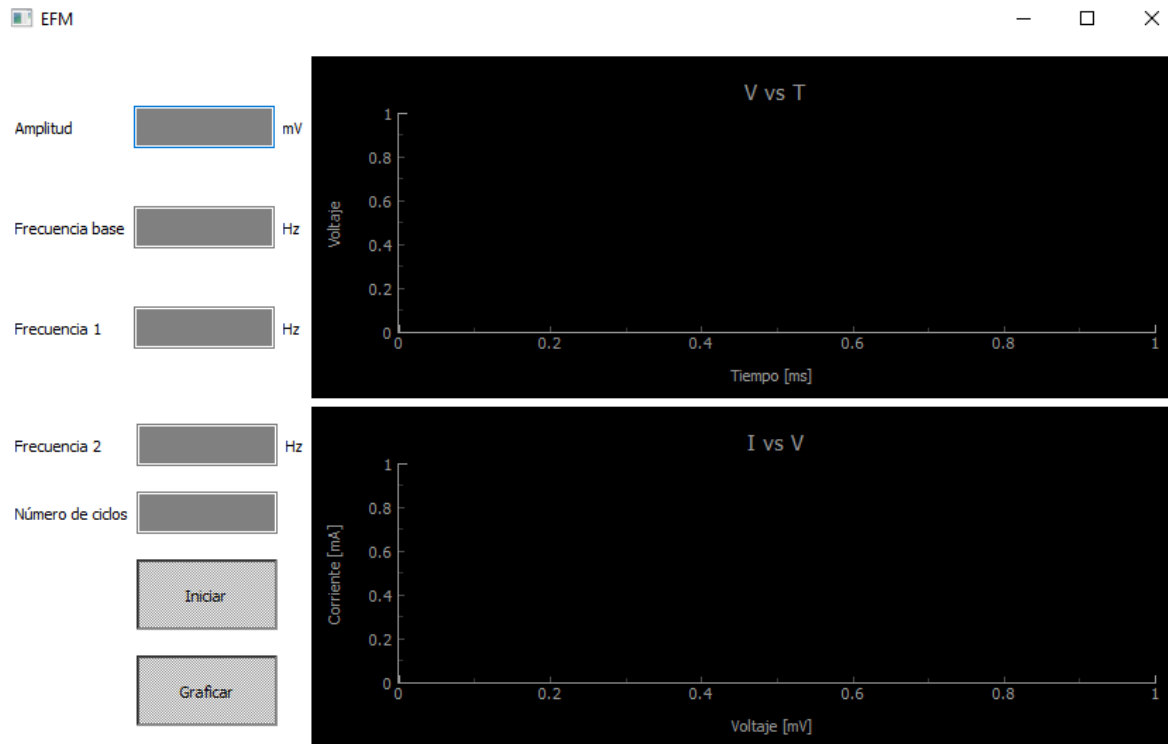 EFM
Amplitud mV
Frecuencia base Hz
Frecuencia 1 Hz
Frecuencia 2 Hz
Número de ciclos
Iniciar
Graficar
V vs T
Voltaje
1
0.8
0.6
0.4
0.2
0
0 0.2 0.4 0.6 0.8 1
Tiempo [ms]
I vs V
Corriente [mA]
1
0.8
0.6
0.4
0.2
0
0 0.2 0.4 0.6 0.8 1
Voltaje [mV]